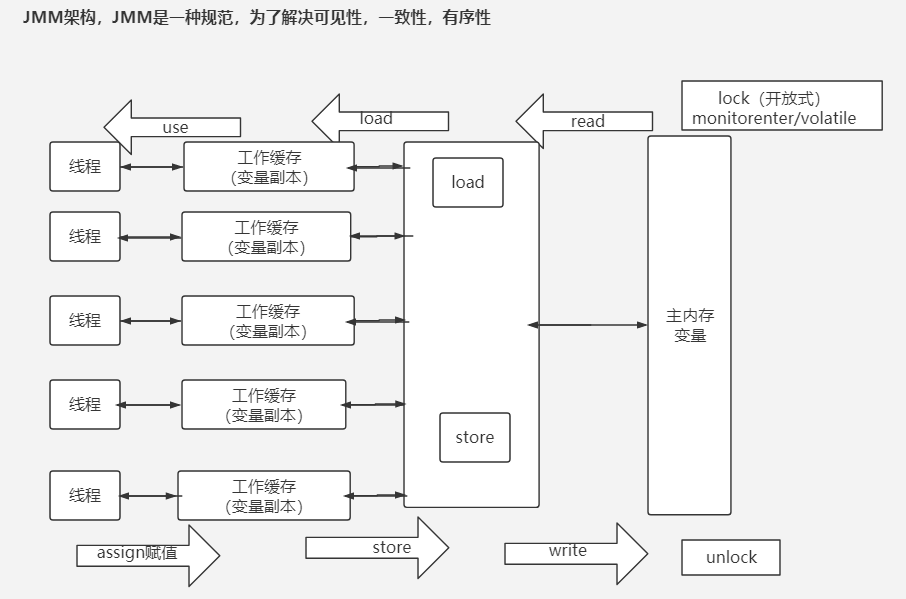 JMM架构，JMM是一种规范，为了解决可见性，一致性，有序性
lock（开放式）
monitorenter/volatile
use
load
read
线程
工作缓存
（变量副本）
load
线程
工作缓存
（变量副本）
线程
工作缓存
（变量副本）
主内存
变量
线程
工作缓存
（变量副本）
store
线程
工作缓存
（变量副本）
assign赋值
store
write
unlock